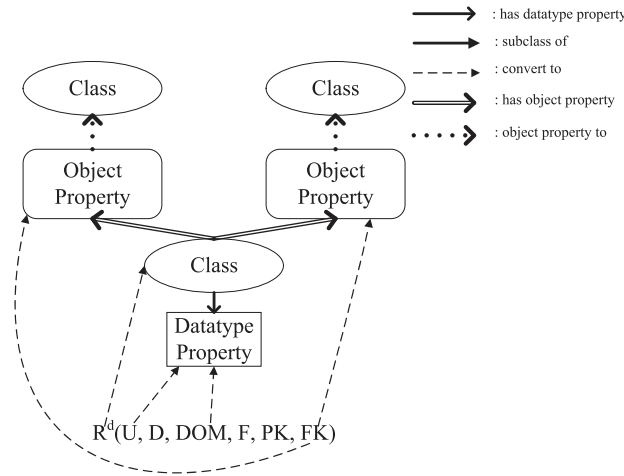 : has datatype property
: subclass of
: convert to
: has object property
: object property to
Class
Class
Object
Property
Object
Property
Class
Datatype
Property
Rᵈ(U, D, DOM, F, PK, FK)